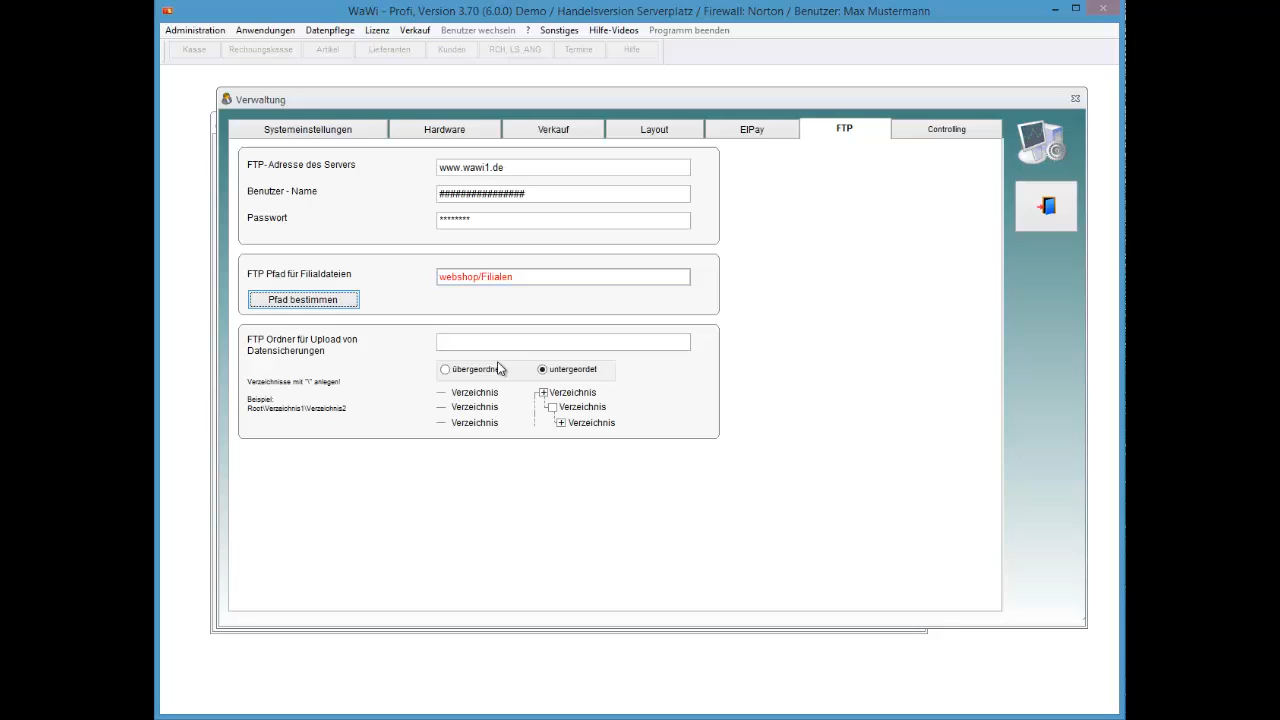 WaWi - Profi, Version 3.70 (6.0.0) Demo / Handelsversion Serverplatz / Firewall: Norton / Benutzer: Max Mustermann
Administration Anwendungen Datenpflege Lizenz Verkauf Benutzer wechseln ? Sonstiges Hilfe-Videos Programm beenden
Kasse Rechnungskasse Artikel Lieferanten Kunden RCH, LS, ANG Termine Hilfe
Verwaltung
Systemeinstellungen Hardware Verkauf Layout ElPay FTP Controlling
FTP-Adresse des Servers www.wawi1.de
Benutzer - Name ################
Passwort ********
FTP Pfad für Filialdateien webshop/Filialen
Pfad bestimmen
FTP Ordner für Upload von
Datensicherungen
übergeordne untergeordet
Verzeichnisse mit "\" anlegen!
Verzeichnis Verzeichnis
Beispiel:
Root\Verzeichnis1\Verzeichnis2
Verzeichnis Verzeichnis
Verzeichnis Verzeichnis